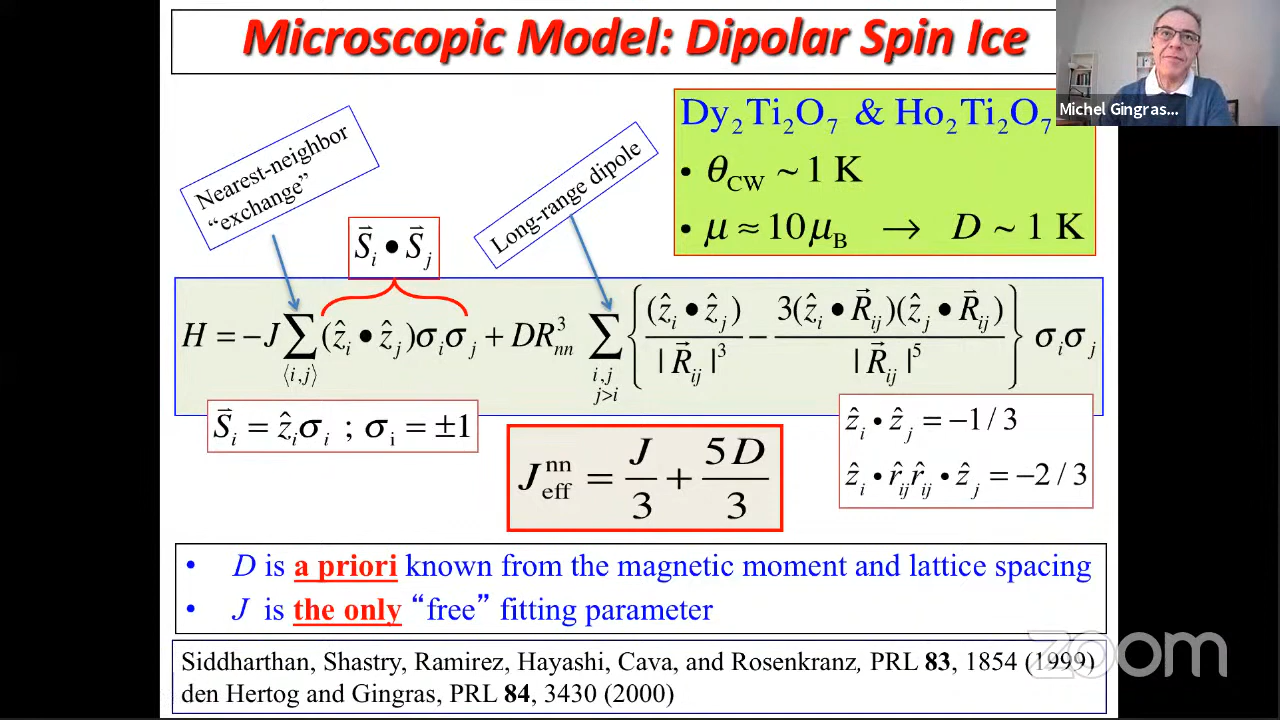 Microscopic Model: Dipolar Spin Ice
Michel Gingras...
Dy₂Ti₂O₇ & Ho₂Ti₂O₇
• θ_CW ~ 1 K
• μ ≈ 10μ_B → D ~ 1 K
Nearest-neighbor
“exchange”
Long-range dipole
S⃗_i • S⃗_j
H = −J ∑_{⟨i,j⟩} (ẑ_i • ẑ_j)σ_iσ_j + DR³_nn ∑_{i,j j>i} { (ẑ_i • ẑ_j) / |R⃗_ij|³ − 3(ẑ_i • R⃗_ij)(ẑ_j • R⃗_ij) / |R⃗_ij|⁵ } σ_iσ_j
S⃗_i = ẑ_iσ_i ; σ_i = ±1
J_eff^nn = J/3 + 5D/3
ẑ_i • ẑ_j = −1 / 3
ẑ_i • r̂_ij r̂_ij • ẑ_j = −2 / 3
• D is a priori known from the magnetic moment and lattice spacing
• J is the only “free” fitting parameter
Siddharthan, Shastry, Ramirez, Hayashi, Cava, and Rosenkranz, PRL 83, 1854 (1999)
den Hertog and Gingras, PRL 84, 3430 (2000)
zoom